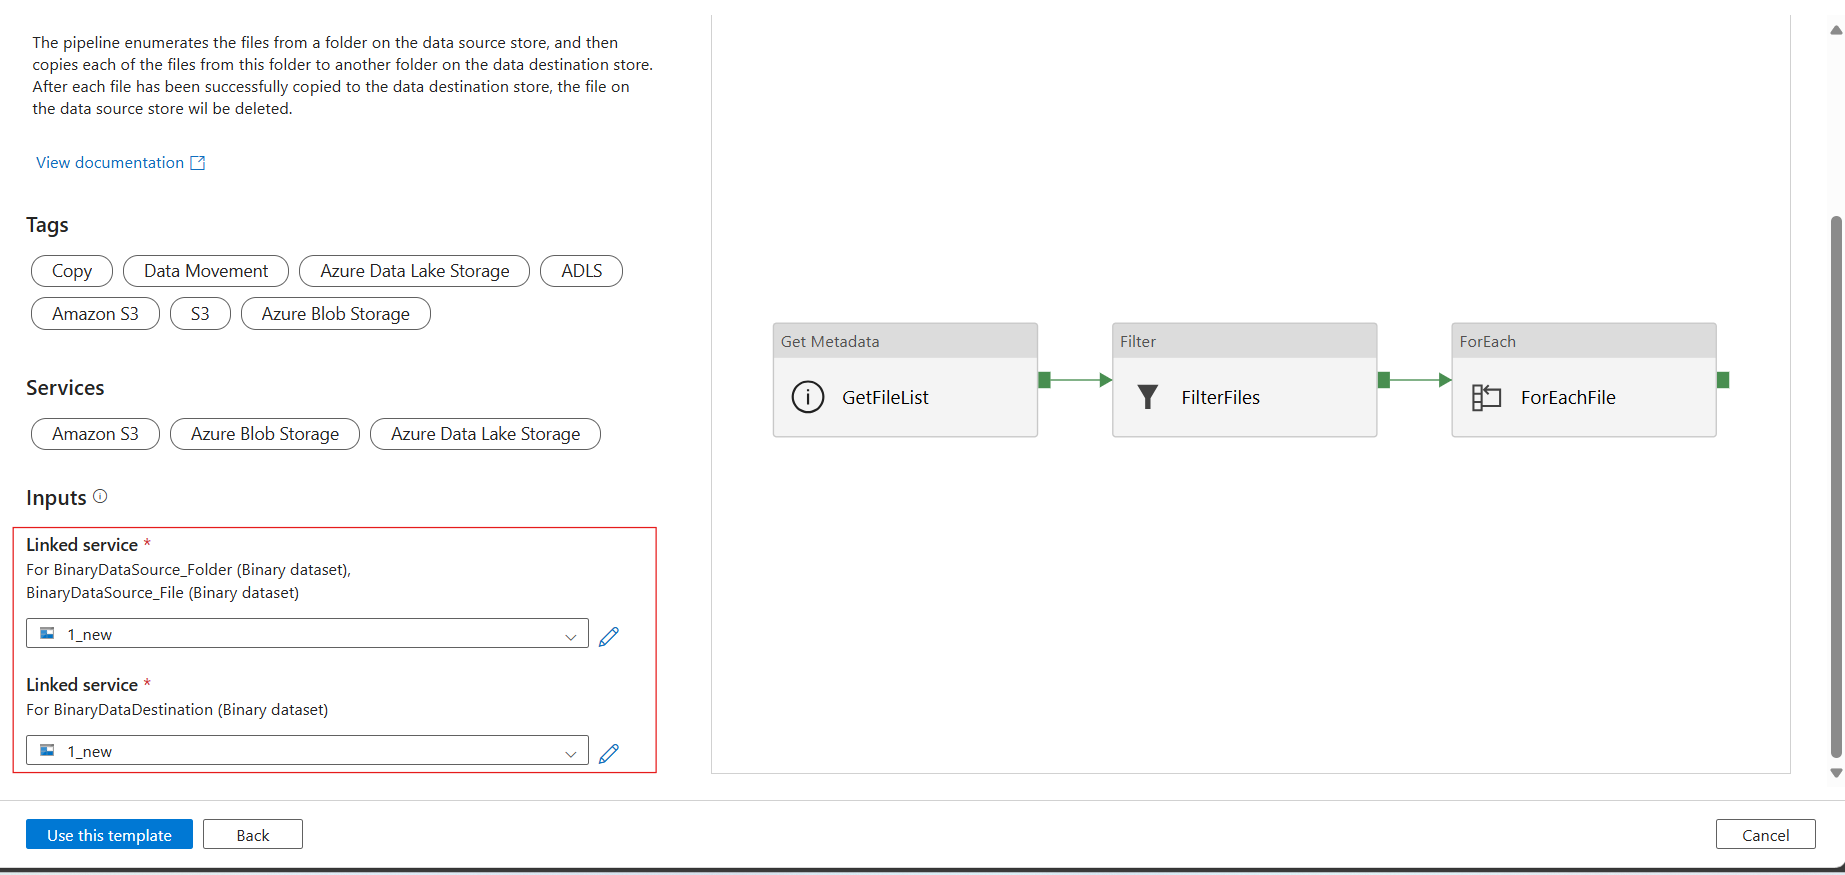 The pipeline enumerates the files from a folder on the data source store, and then
copies each of the files from this folder to another folder on the data destination store.
After each file has been successfully copied to the data destination store, the file on
the data source store wil be deleted.
View documentation
Tags
Copy
Data Movement
Azure Data Lake Storage
ADLS
Amazon S3
S3
Azure Blob Storage
Services
Amazon S3
Azure Blob Storage
Azure Data Lake Storage
Inputs
Linked service *
For BinaryDataSource_Folder (Binary dataset),
BinaryDataSource_File (Binary dataset)
1_new
Linked service *
For BinaryDataDestination (Binary dataset)
1_new
Get Metadata
GetFileList
Filter
FilterFiles
ForEach
ForEachFile
Use this template
Back
Cancel